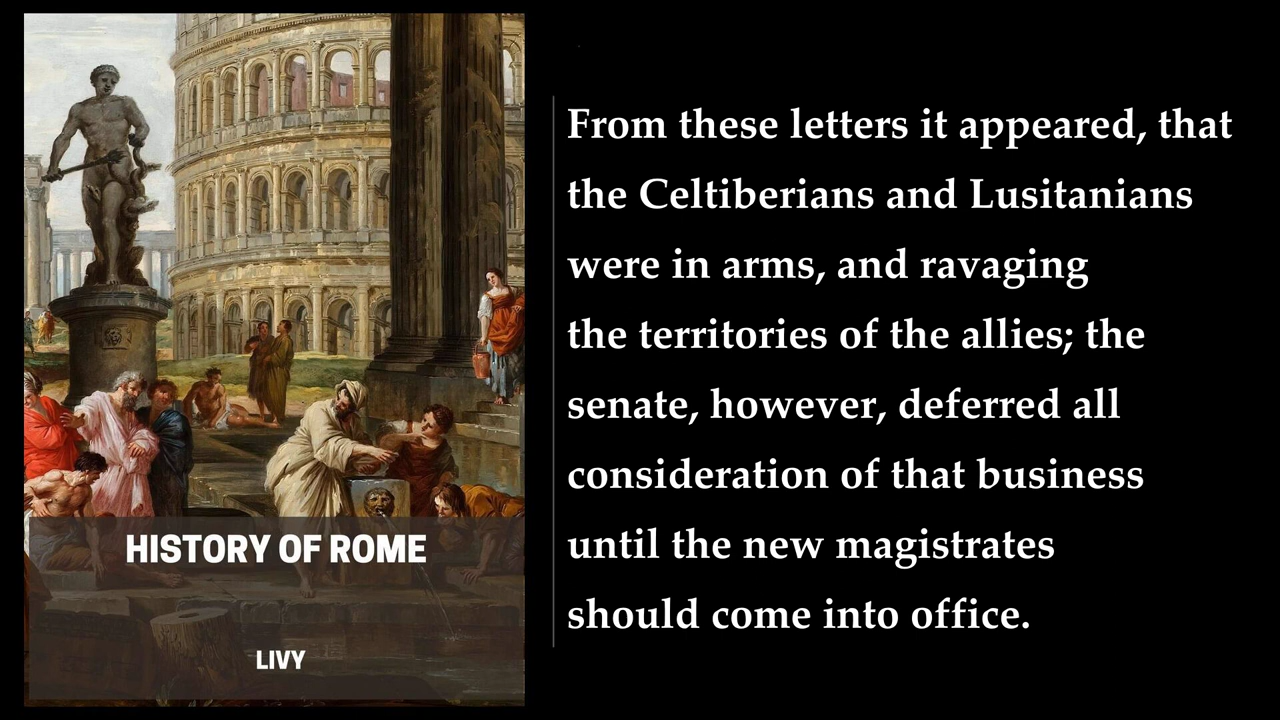 HISTORY OF ROME
LIVY
From these letters it appeared, that
the Celtiberians and Lusitanians
were in arms, and ravaging
the territories of the allies; the
senate, however, deferred all
consideration of that business
until the new magistrates
should come into office.